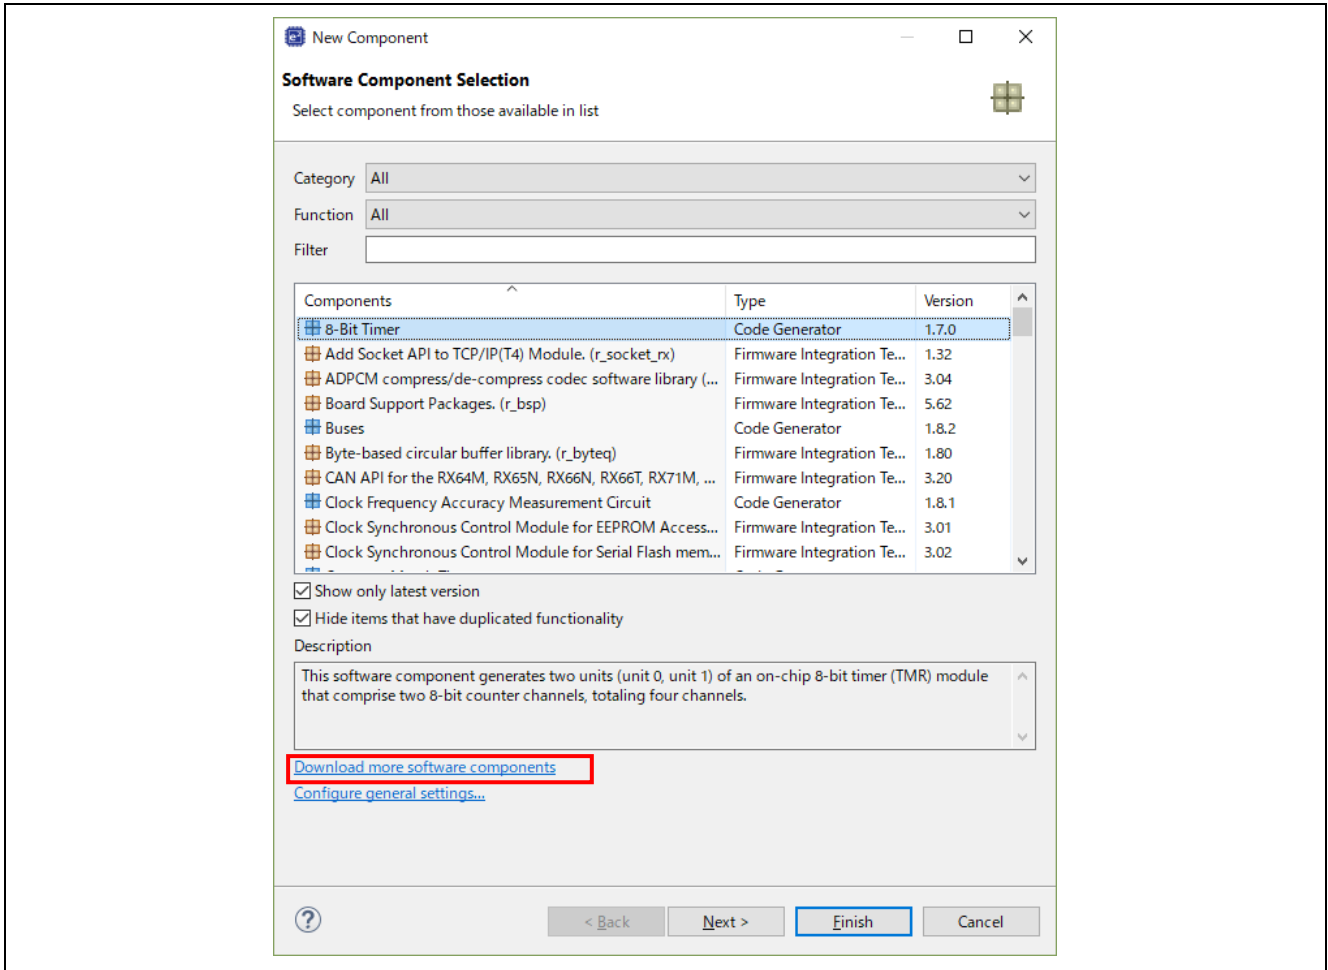 New Component
Software Component Selection
Select component from those available in list
Category All
Function All
Filter
Components Type Version
8-Bit Timer Code Generator 1.7.0
Add Socket API to TCP/IP(T4) Module. (r_socket_rx) Firmware Integration Te... 1.32
ADPCM compress/de-compress codec software library (... Firmware Integration Te... 3.04
Board Support Packages. (r_bsp) Firmware Integration Te... 5.62
Buses Code Generator 1.8.2
Byte-based circular buffer library. (r_byteq) Firmware Integration Te... 1.80
CAN API for the RX64M, RX65N, RX66N, RX66T, RX71M, ... Firmware Integration Te... 3.20
Clock Frequency Accuracy Measurement Circuit Code Generator 1.8.1
Clock Synchronous Control Module for EEPROM Access... Firmware Integration Te... 3.01
Clock Synchronous Control Module for Serial Flash mem... Firmware Integration Te... 3.02
Show only latest version
Hide items that have duplicated functionality
Description
This software component generates two units (unit 0, unit 1) of an on-chip 8-bit timer (TMR) module
that comprise two 8-bit counter channels, totaling four channels.
Download more software components
Configure general settings...
< Back Next > Finish Cancel